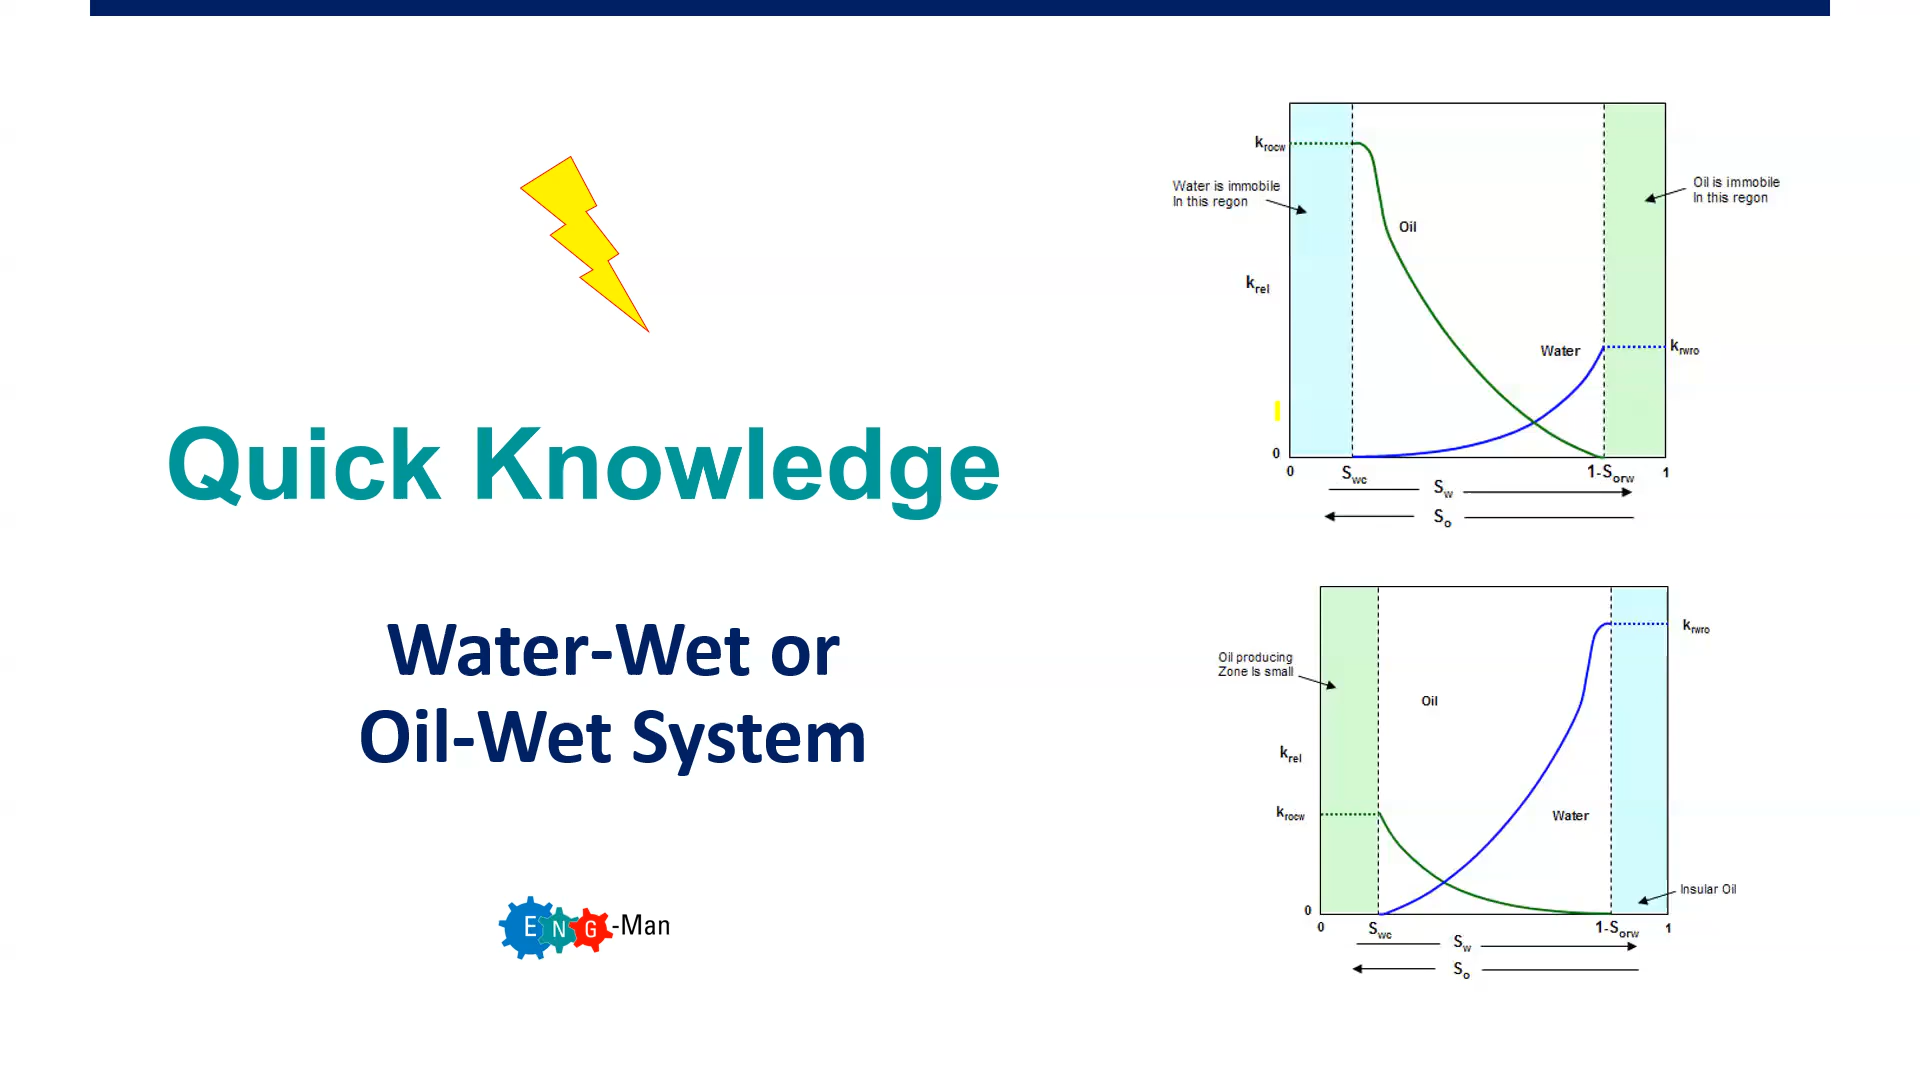 Quick Knowledge
Water-Wet or
Oil-Wet System
E N G -Man
krocw
Water is immobile
In this regon
Oil is immobile
In this regon
Oil
krel
Water
krwro
0
0
Swc
1-Sorw
1
Sw
So
krwro
Oil producing
Zone Is small
Oil
krel
krocw
Water
Insular Oil
0
0
Swc
1-Sorw
1
Sw
So